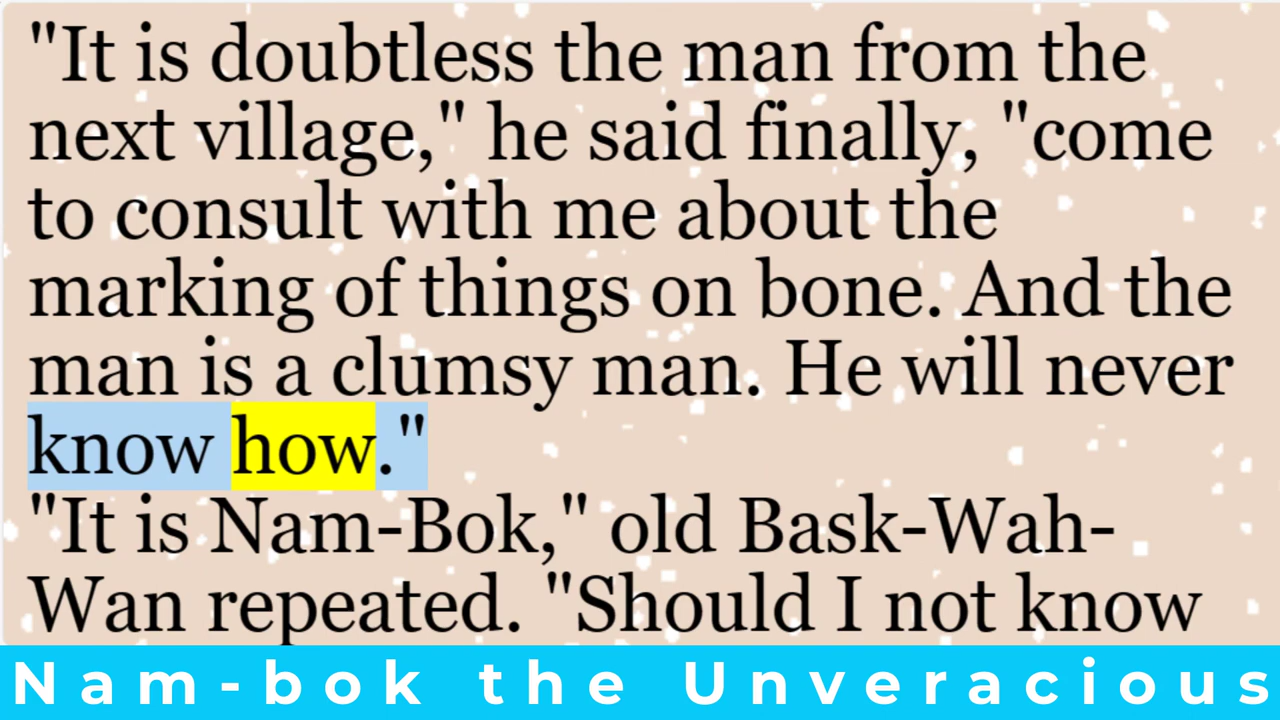 "It is doubtless the man from the
next village," he said finally, "come
to consult with me about the
marking of things on bone. And the
man is a clumsy man. He will never
know how."
"It is Nam-Bok," old Bask-Wah-
Wan repeated. "Should I not know
Nam-bok the Unveracious